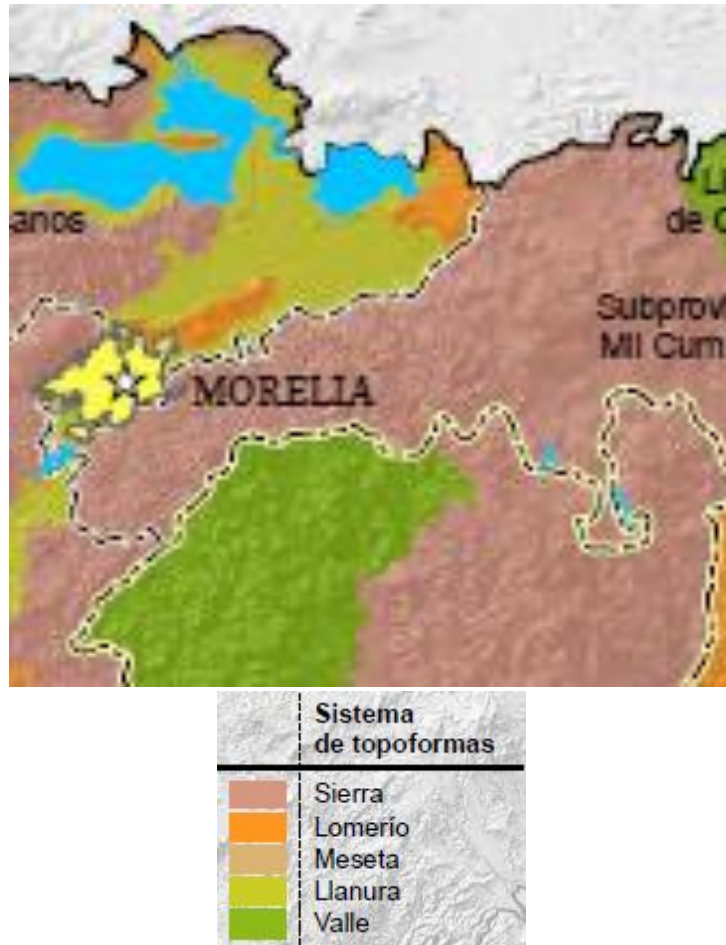 anos
de
Subprov
Mil Cum
MORELIA
Sistema
de topoformas
Sierra
Lomerío
Meseta
Llanura
Valle